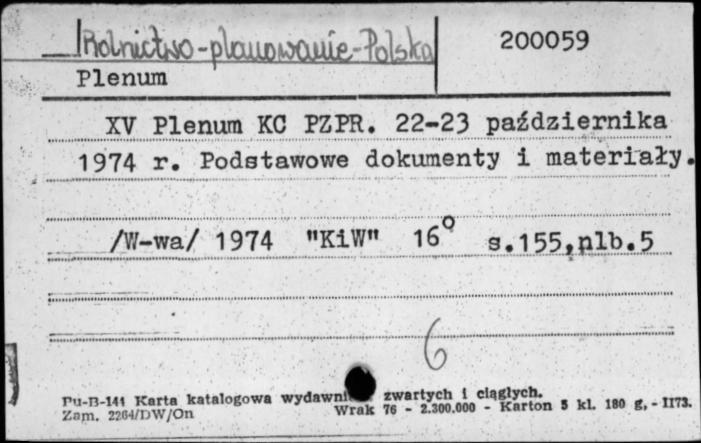 Rolnictwo-planowanie-Polska
200059
Plenum
XV Plenum KC PZPR. 22-23 października
1974 r. Podstawowe dokumenty i materiały.
/W-wa/ 1974 "KiW" 16° s.155,nlb.5
6
Pu-B-141 Karta katalogowa wydawni zwartych i ciągłych.
Zam. 2264/DW/On Wrak 76 - 2.300.000 - Karton 5 kl. 180 g, - II73.